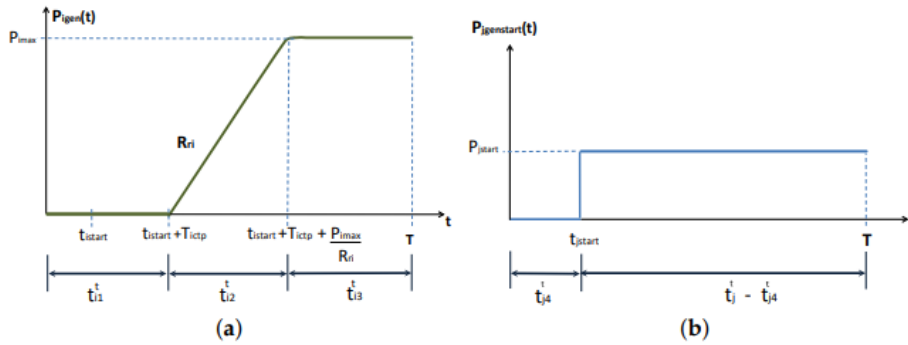 Pigen(t)
Pimax
Rri
t
tistart
tistart +Tictp
tistart +Tictp + Pimax
Rri
T
t
ti1
t
ti2
t
ti3
(a)
Pjgenstart(t)
Pjstart
tjstart
T
t
tj4
t t
tj - tj4
(b)